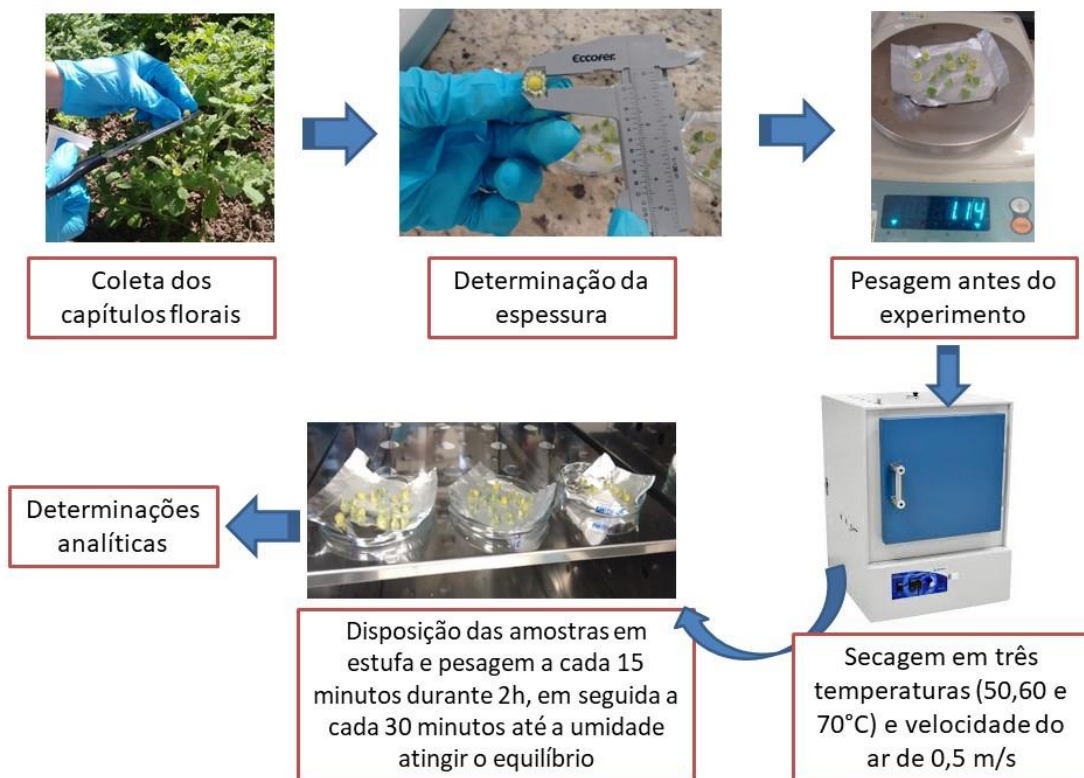 Eccofer.
1.14
Coleta dos
capítulos florais
Determinação da
espessura
Pesagem antes do
experimento
Determinações
analíticas
Disposição das amostras em
estufa e pesagem a cada 15
minutos durante 2h, em seguida a
cada 30 minutos até a umidade
atingir o equilíbrio
Secagem em três
temperaturas (50,60 e
70°C) e velocidade do
ar de 0,5 m/s